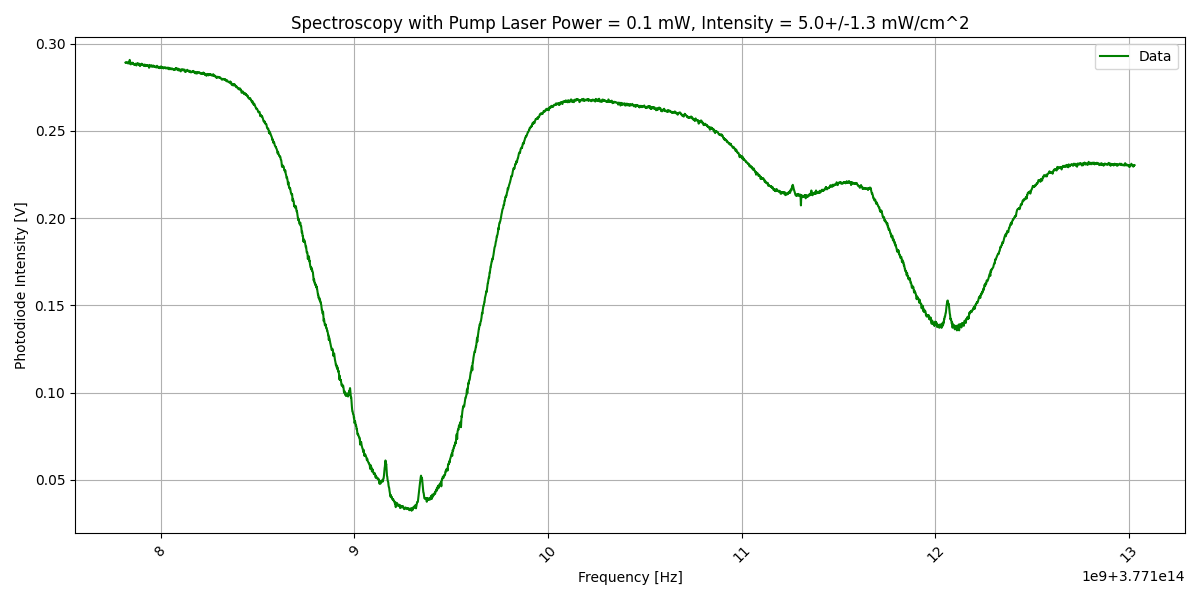 Spectroscopy with Pump Laser Power = 0.1 mW, Intensity = 5.0+/-1.3 mW/cm^2
Data
Photodiode Intensity [V]
0.30
0.25
0.20
0.15
0.10
0.05
8
9
10
11
12
13
Frequency [Hz]
1e9+3.771e14